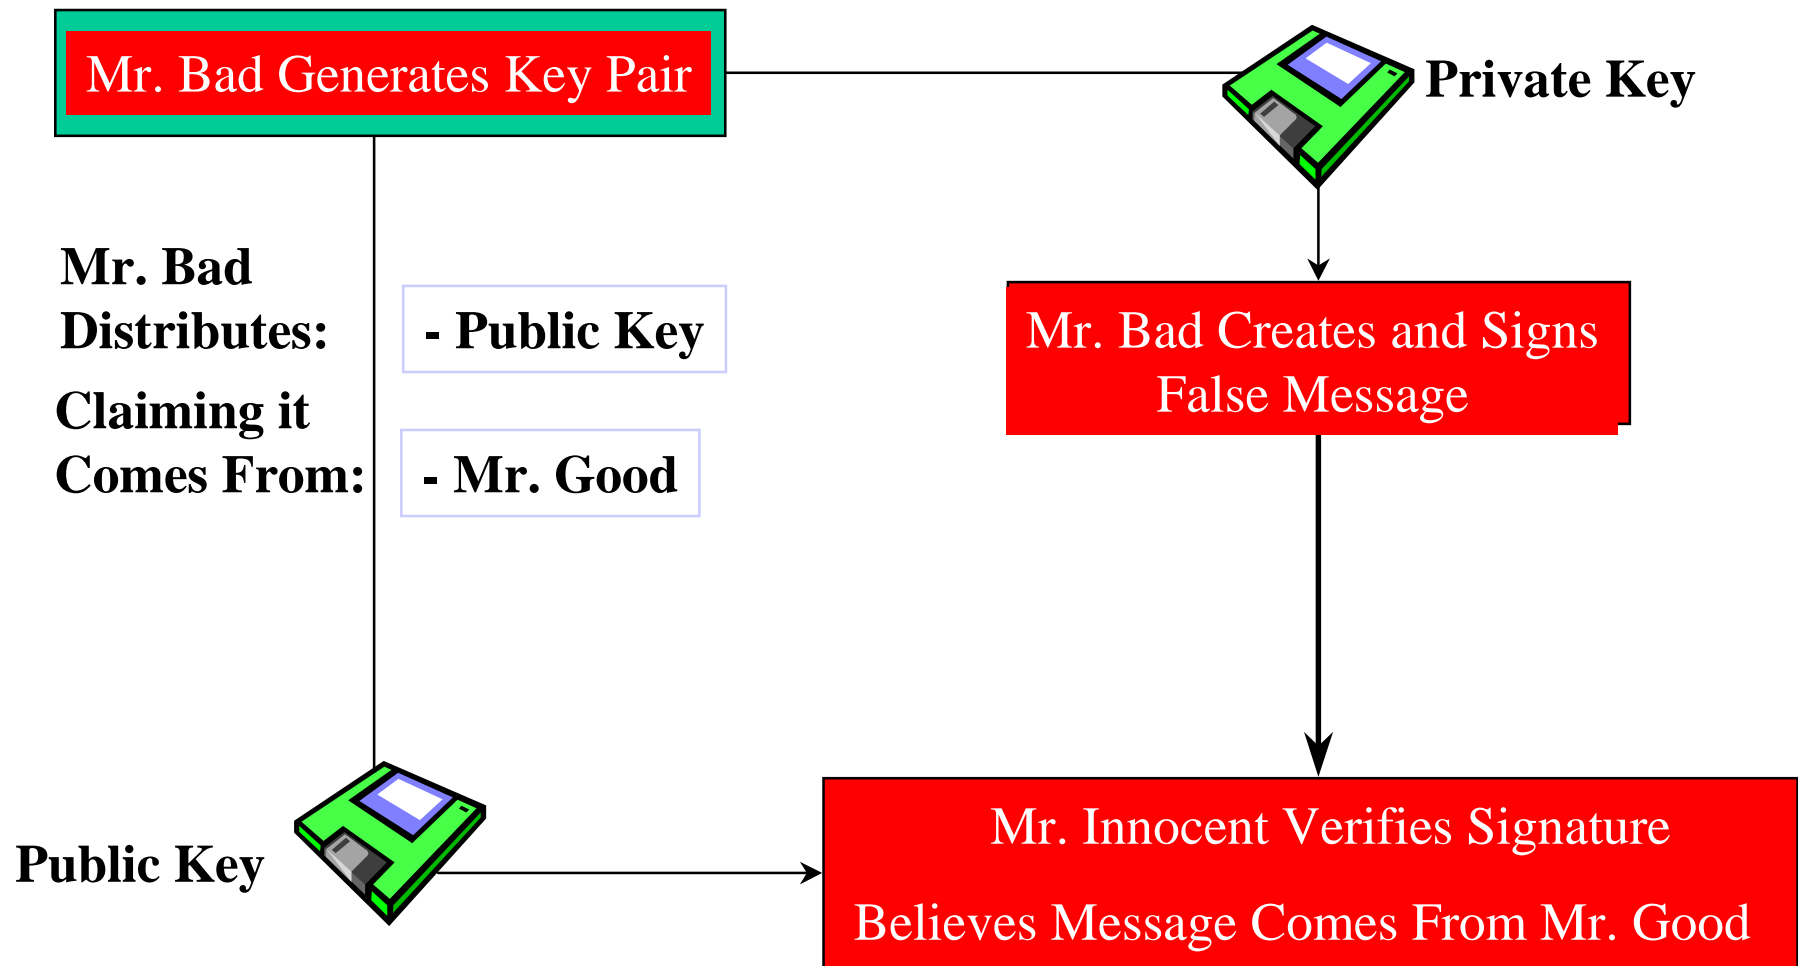 Mr. Bad Generates Key Pair
Private Key
Mr. Bad
Distributes:
- Public Key
Claiming it
Comes From:
- Mr. Good
Mr. Bad Creates and Signs
False Message
Public Key
Mr. Innocent Verifies Signature
Believes Message Comes From Mr. Good